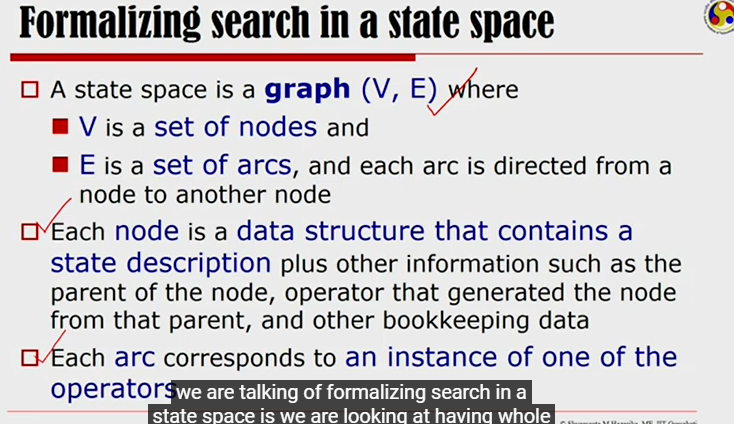 Formalizing search in a state space
A state space is a graph (V, E) where
V is a set of nodes and
E is a set of arcs, and each arc is directed from a
node to another node
Each node is a data structure that contains a
state description plus other information such as the
parent of the node, operator that generated the node
from that parent, and other bookkeeping data
Each arc corresponds to an instance of one of the
operators
we are talking of formalizing search in a
state space is we are looking at having whole